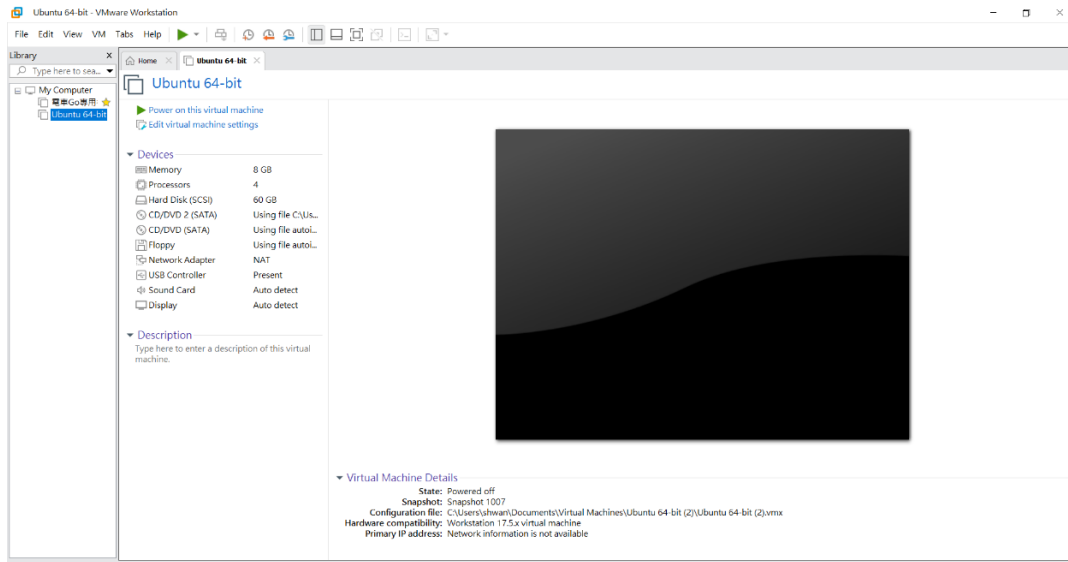 Ubuntu 64-bit - VMware Workstation
File Edit View VM Tabs Help
Library
Type here to sea...
My Computer
電車Go專用
Ubuntu 64-bit
Home
Ubuntu 64-bit
Ubuntu 64-bit
Power on this virtual machine
Edit virtual machine settings
Devices
Memory 8 GB
Processors 4
Hard Disk (SCSI) 60 GB
CD/DVD 2 (SATA) Using file C:\Us...
CD/DVD (SATA) Using file autoi...
Floppy Using file autoi...
Network Adapter NAT
USB Controller Present
Sound Card Auto detect
Display Auto detect
Description
Type here to enter a description of this virtual
machine.
Virtual Machine Details
State: Powered off
Snapshot: Snapshot 1007
Configuration file: C:\Users\shwan\Documents\Virtual Machines\Ubuntu 64-bit (2)\Ubuntu 64-bit (2).vmx
Hardware compatibility: Workstation 17.5.x virtual machine
Primary IP address: Network information is not available